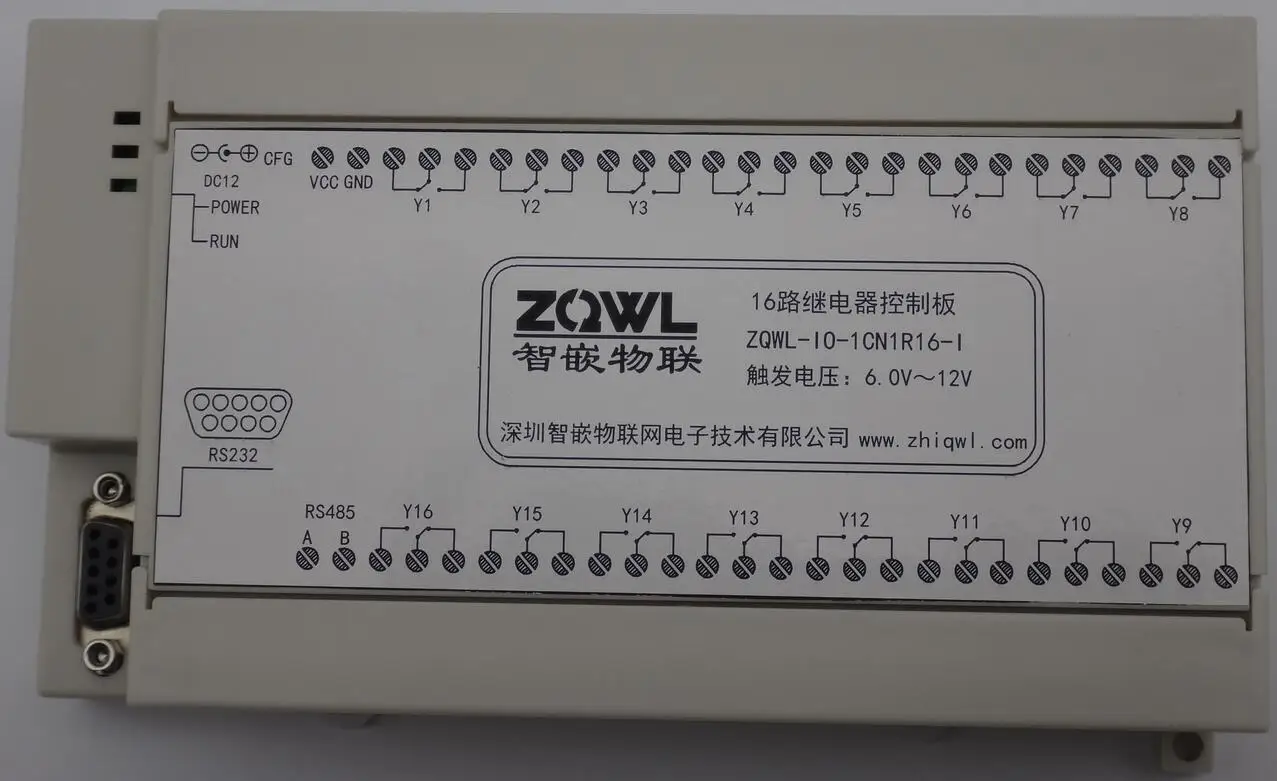 CFG
DC12
VCC GND
Y1 Y2 Y3 Y4 Y5 Y6 Y7 Y8
POWER
RUN
ZQWL
智嵌物联
16路继电器控制板
ZQWL-IO-1CN1R16-I
触发电压：6.0V～12V
深圳智嵌物联网电子技术有限公司 www.zhiqwl.com
RS232
RS485
A B
Y16 Y15 Y14 Y13 Y12 Y11 Y10 Y9